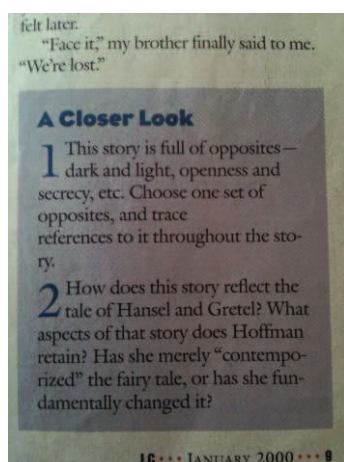 felt later.
"Face it," my brother finally said to me.
"We're lost."
A Closer Look
1 This story is full of opposites—
dark and light, openness and
secrecy, etc. Choose one set of
opposites, and trace
references to it throughout the sto-
ry.
2 How does this story reflect the
tale of Hansel and Gretel? What
aspects of that story does Hoffman
retain? Has she merely "contempo-
rized" the fairy tale, or has she fun-
damentally changed it?
LC••• JANUARY 2000 ••• 9